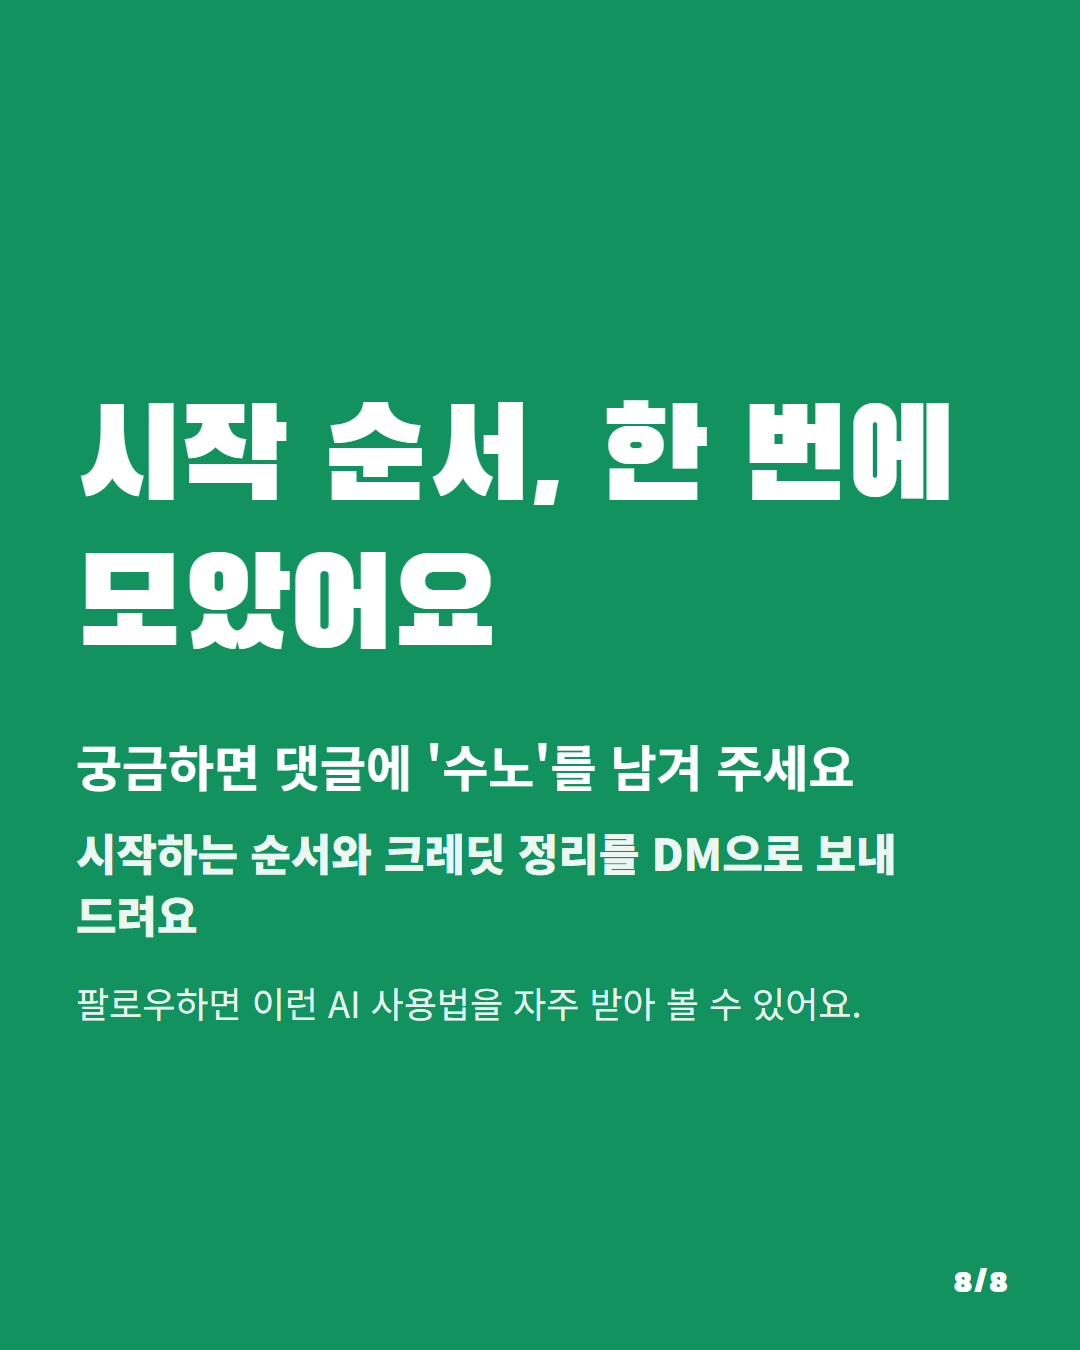 시작 순서, 한 번에
모았어요
궁금하면 댓글에 '수노'를 남겨 주세요
시작하는 순서와 크레딧 정리를 DM으로 보내
드려요
팔로우하면 이런 AI 사용법을 자주 받아 볼 수 있어요.
8/8